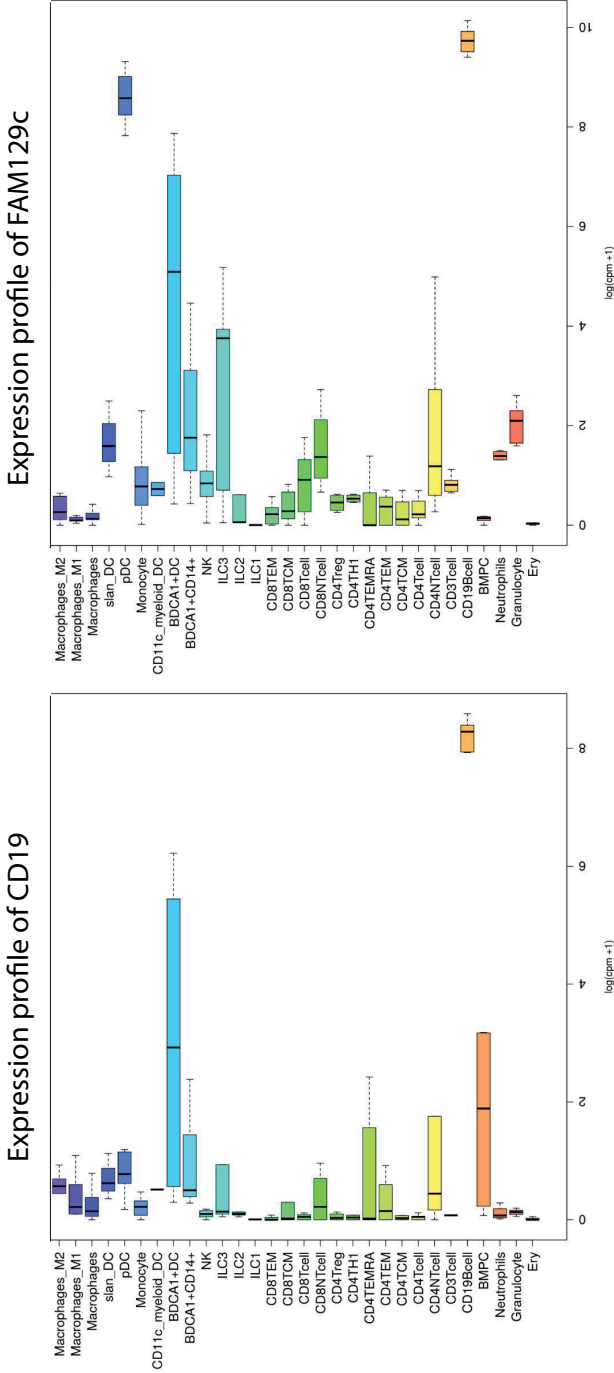 Expression profile of FAM129c
Macrophages_M2
Macrophages_M1
Macrophages
slan_DC
pDC
Monocyte
CD11c_myeloid_DC
BDCA1+DC
BDCA1+CD14+
NK
ILC3
ILC2
ILC1
CD8TEM
CD8TCM
CD8Tcell
CD8NTcell
CD4Treg
CD4TH1
CD4TEMRA
CD4TEM
CD4TCM
CD4Tcell
CD4NTcell
CD3Tcell
CD19Bcell
BMPC
Neutrophils
Granulocyte
Ery
0
2
4
6
8
10
log(cpm +1)
Expression profile of CD19
Macrophages_M2
Macrophages_M1
Macrophages
slan_DC
pDC
Monocyte
CD11c_myeloid_DC
BDCA1+DC
BDCA1+CD14+
NK
ILC3
ILC2
ILC1
CD8TEM
CD8TCM
CD8Tcell
CD8NTcell
CD4Treg
CD4TH1
CD4TEMRA
CD4TEM
CD4TCM
CD4Tcell
CD4NTcell
CD3Tcell
CD19Bcell
BMPC
Neutrophils
Granulocyte
Ery
0
2
4
6
8
log(cpm +1)